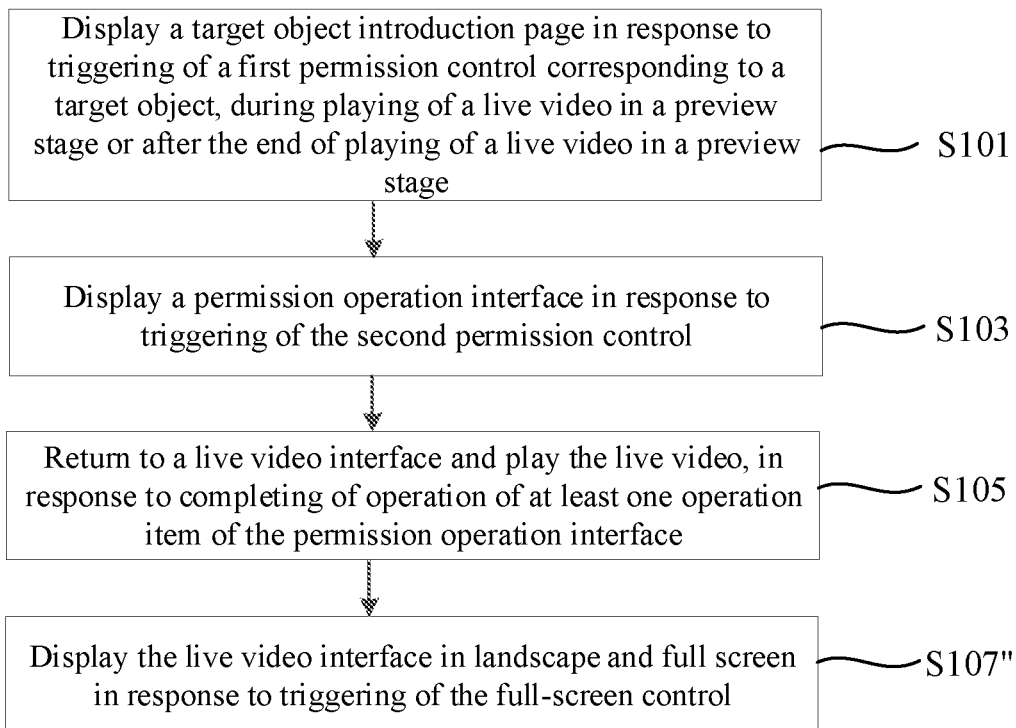 Display a target object introduction page in response to
triggering of a first permission control corresponding to a
target object, during playing of a live video in a preview
stage or after the end of playing of a live video in a preview
stage
S101
Display a permission operation interface in response to
triggering of the second permission control
S103
Return to a live video interface and play the live video, in
response to completing of operation of at least one operation
item of the permission operation interface
S105
Display the live video interface in landscape and full screen
in response to triggering of the full-screen control
S107"